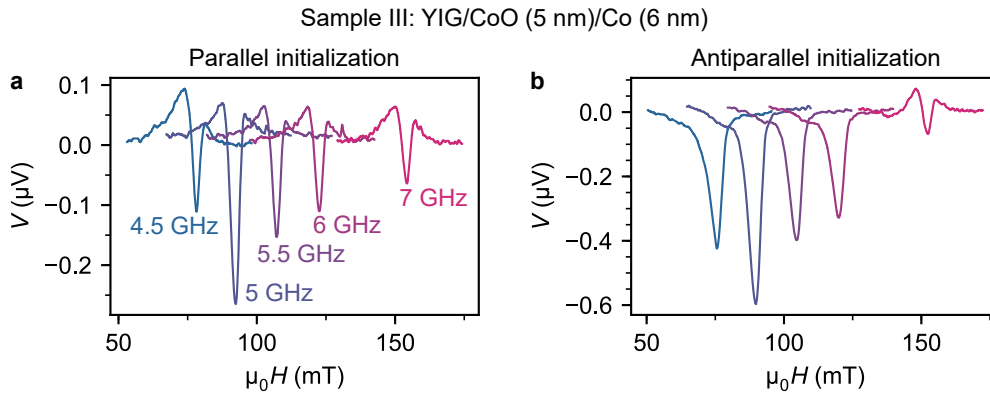 Sample III: YIG/CoO (5 nm)/Co (6 nm)
Parallel initialization
a
0.1
0.0
−0.1
−0.2
V (µV)
4.5 GHz
5 GHz
5.5 GHz
6 GHz
7 GHz
50
100
150
µ₀H (mT)
Antiparallel initialization
b
0.0
−0.2
−0.4
−0.6
V (µV)
50
100
150
µ₀H (mT)